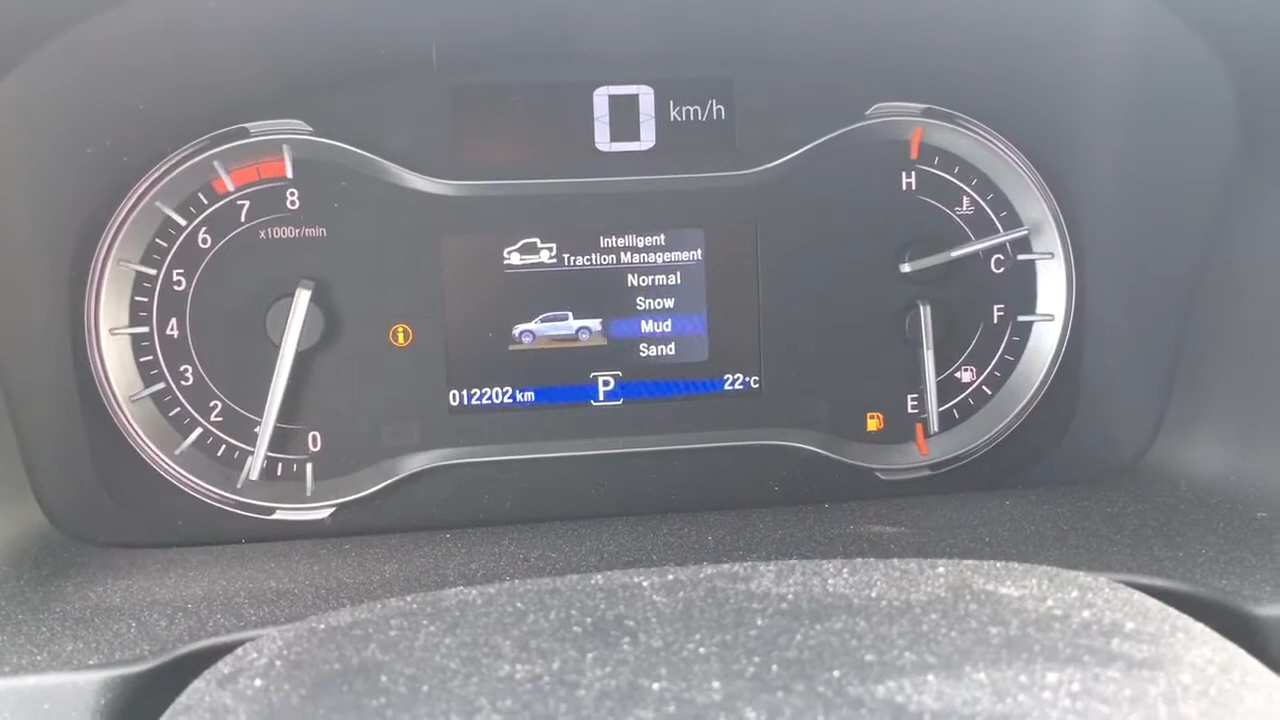 0 km/h
8
7
6
5
4
3
2
0
x1000r/min
Intelligent
Traction Management
Normal
Snow
Mud
Sand
012202 km
P
22°C
H
C
F
E